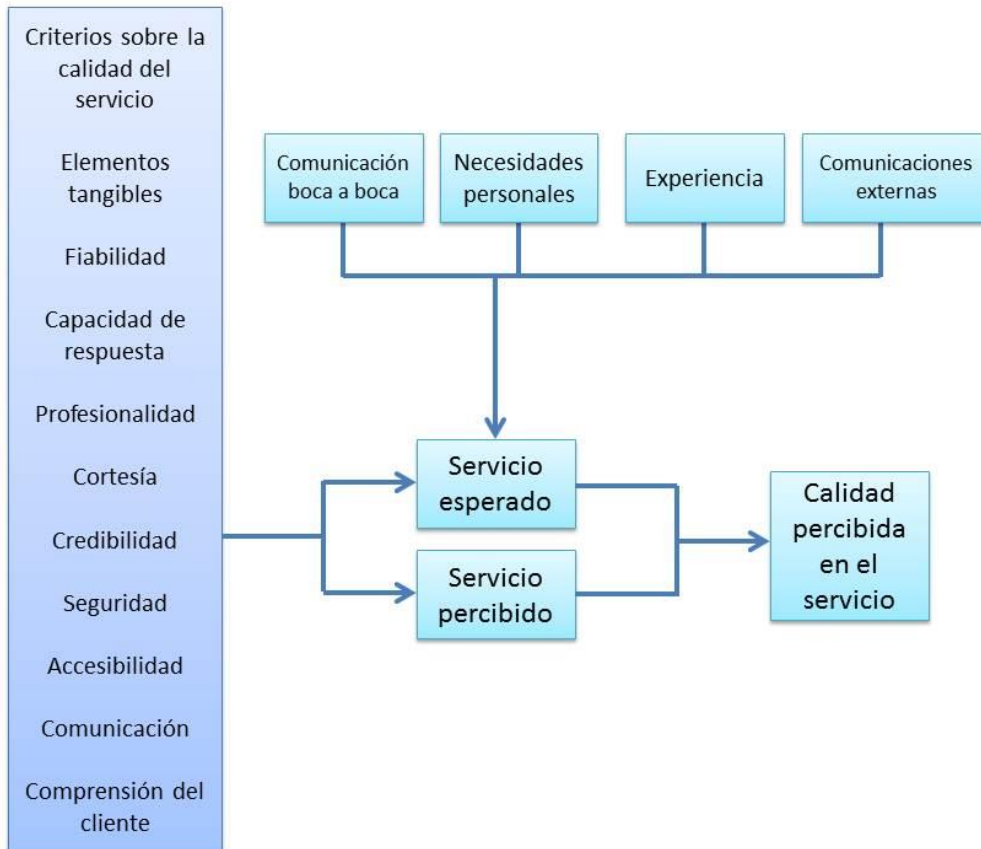 Criterios sobre la
calidad del
servicio
Elementos
tangibles
Fiabilidad
Capacidad de
respuesta
Profesionalidad
Cortesía
Credibilidad
Seguridad
Accesibilidad
Comunicación
Comprensión del
cliente
Comunicación
boca a boca
Necesidades
personales
Experiencia
Comunicaciones
externas
Servicio
esperado
Servicio
percibido
Calidad
percibida
en el
servicio